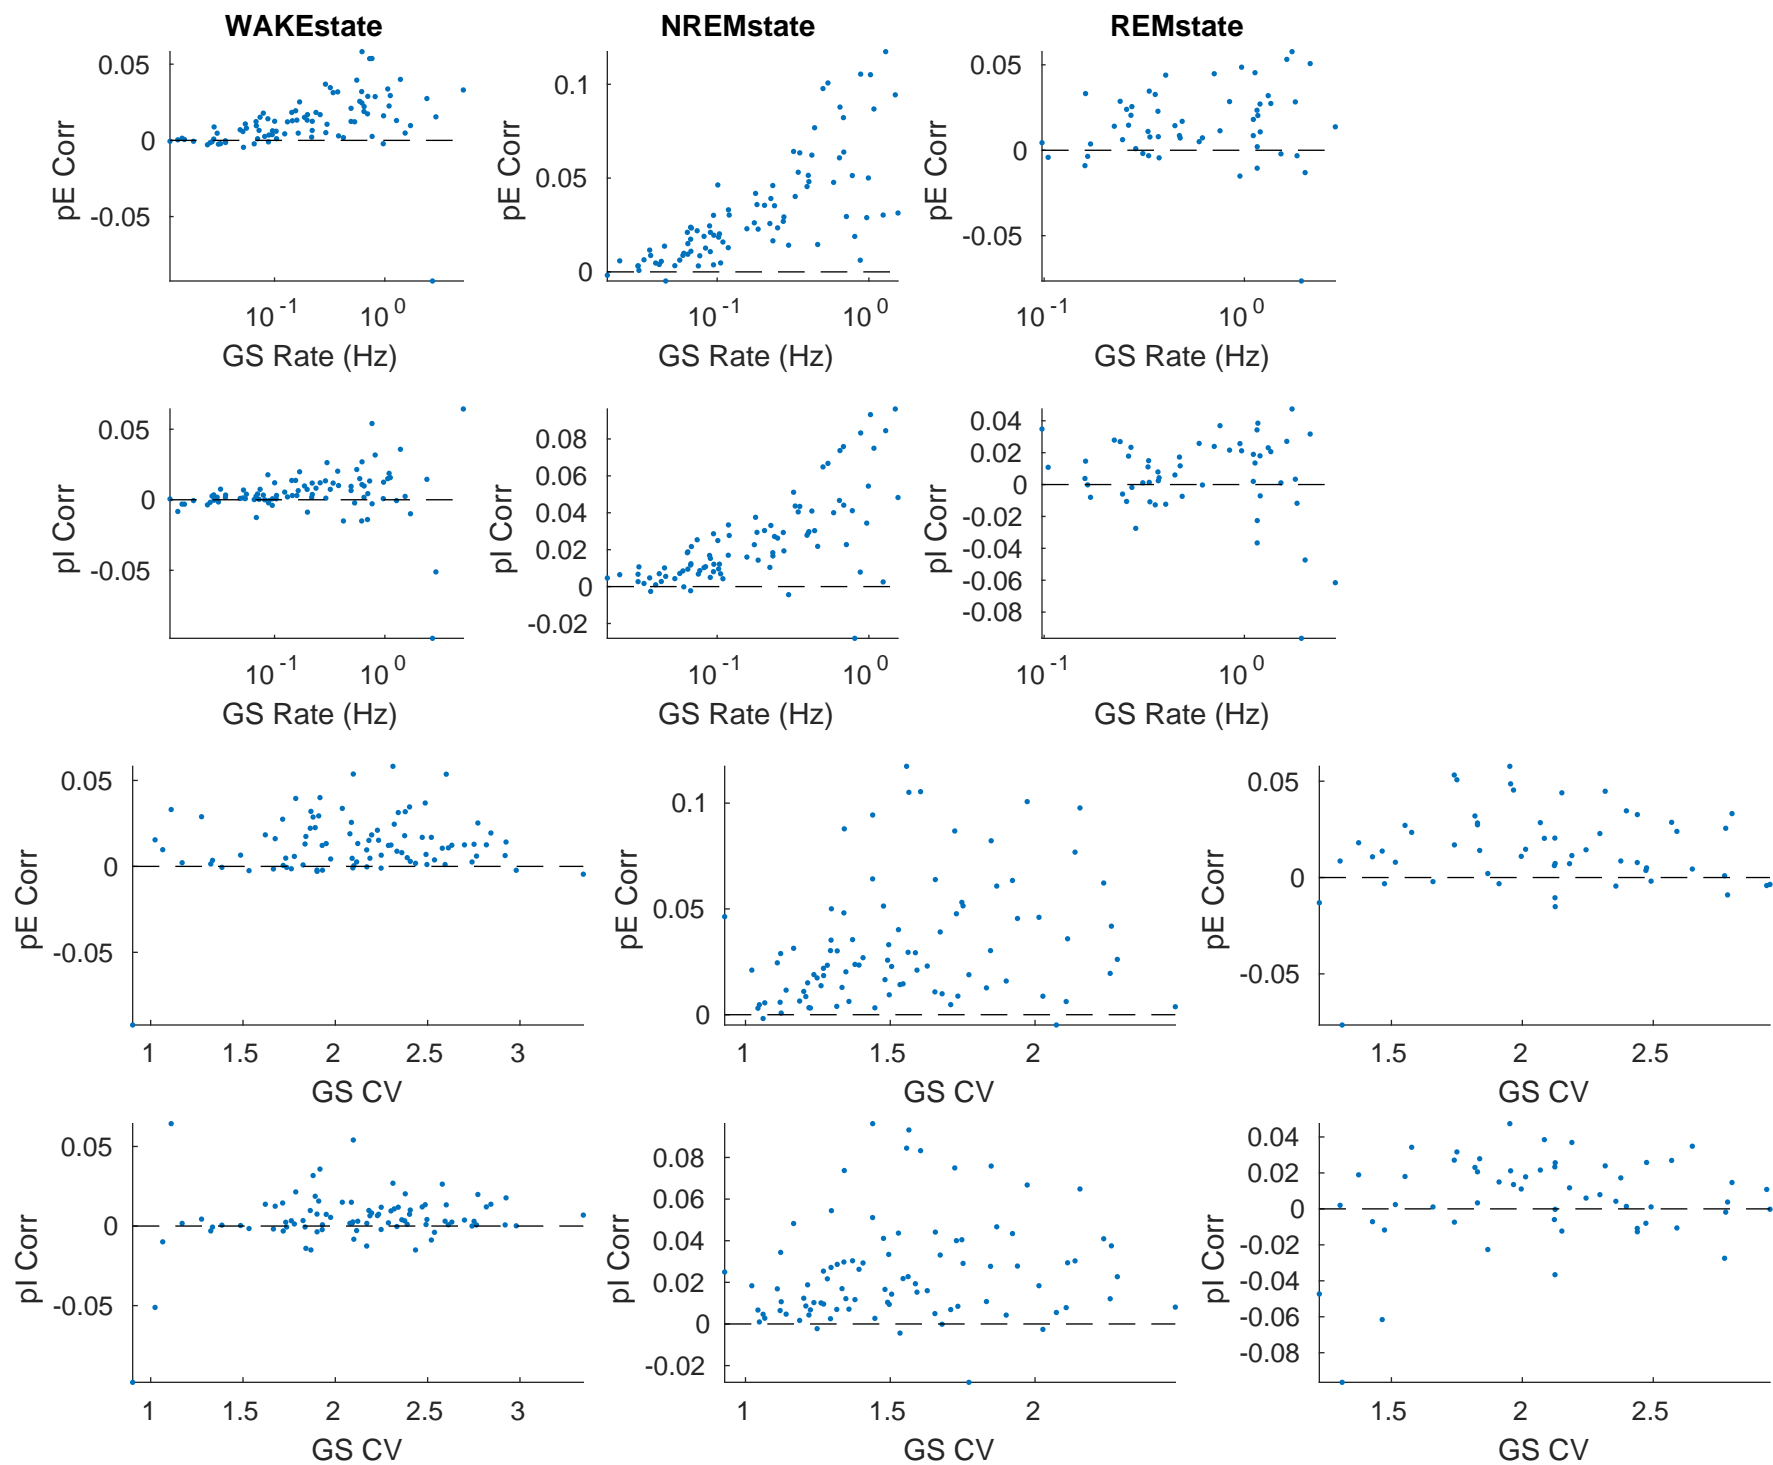 WAKEstate NREMstate REMstate
0.05
0
-0.05
pE Corr
10^-1 10^0
GS Rate (Hz)
0.1
0.05
0
pE Corr
10^-1 10^0
GS Rate (Hz)
0.05
0
-0.05
pE Corr
10^-1 10^0
GS Rate (Hz)
0.05
0
-0.05
pI Corr
10^-1 10^0
GS Rate (Hz)
0.08
0.06
0.04
0.02
0
-0.02
pI Corr
10^-1 10^0
GS Rate (Hz)
0.04
0.02
0
-0.02
-0.04
-0.06
-0.08
pI Corr
10^-1 10^0
GS Rate (Hz)
0.05
0
-0.05
pE Corr
1 1.5 2 2.5 3
GS CV
0.1
0.05
0
pE Corr
1 1.5 2
GS CV
0.05
0
-0.05
pE Corr
1.5 2 2.5
GS CV
0.05
0
-0.05
pI Corr
1 1.5 2 2.5 3
GS CV
0.08
0.06
0.04
0.02
0
-0.02
pI Corr
1 1.5 2
GS CV
0.04
0.02
0
-0.02
-0.04
-0.06
-0.08
pI Corr
1.5 2 2.5
GS CV